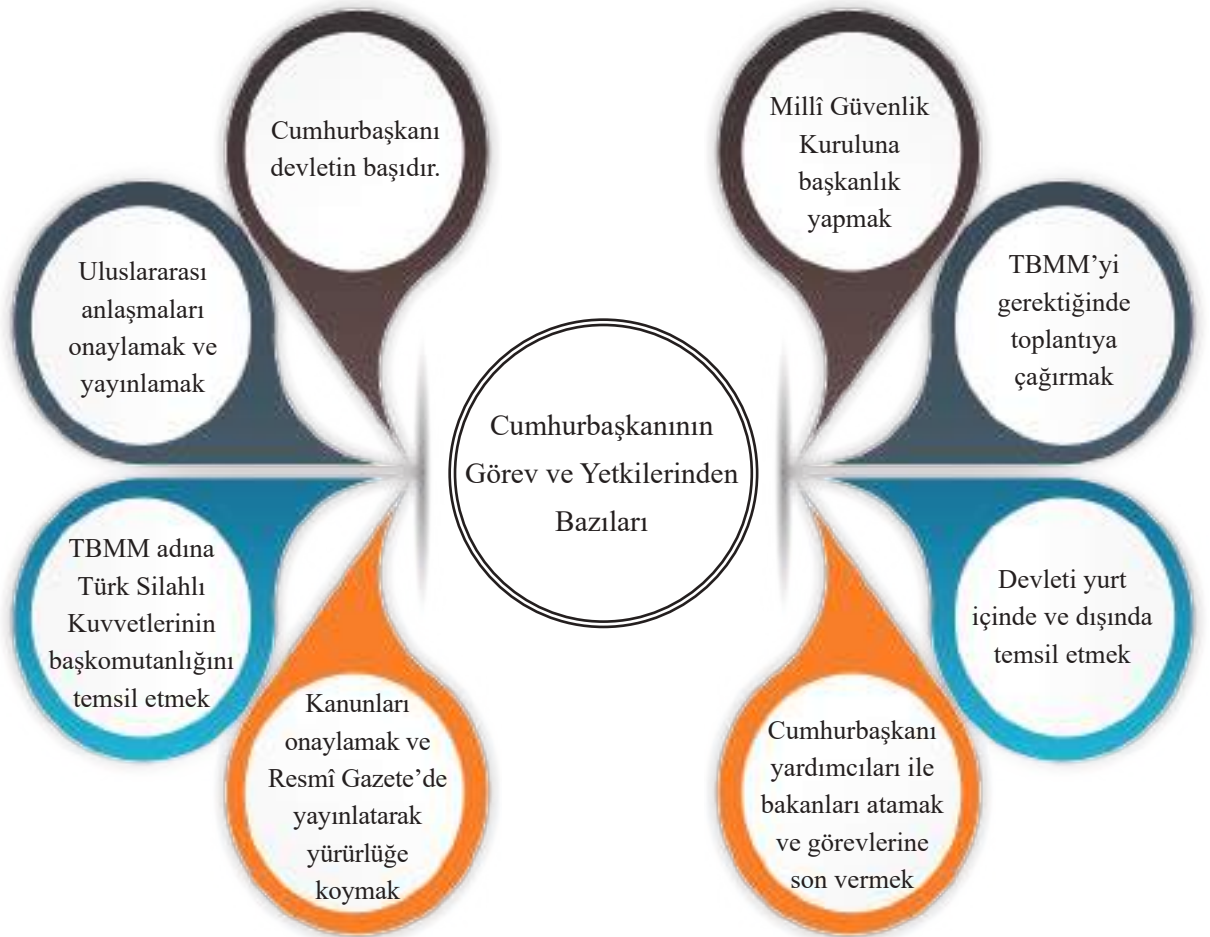 Cumhurbaşkanı
devletin başıdır.
Millî Güvenlik
Kuruluna
başkanlık
yapmak
Uluslararası
anlaşmaları
onaylamak ve
yayınlamak
TBMM’yi
gerektiğinde
toplantıya
çağırmak
Cumhurbaşkanının
Görev ve Yetkilerinden
Bazıları
TBMM adına
Türk Silahlı
Kuvvetlerinin
başkomutanlığını
temsil etmek
Devleti yurt
içinde ve dışında
temsil etmek
Kanunları
onaylamak ve
Resmî Gazete’de
yayınlatarak
yürürlüğe
koymak
Cumhurbaşkanı
yardımcıları ile
bakanları atamak
ve görevlerine
son vermek